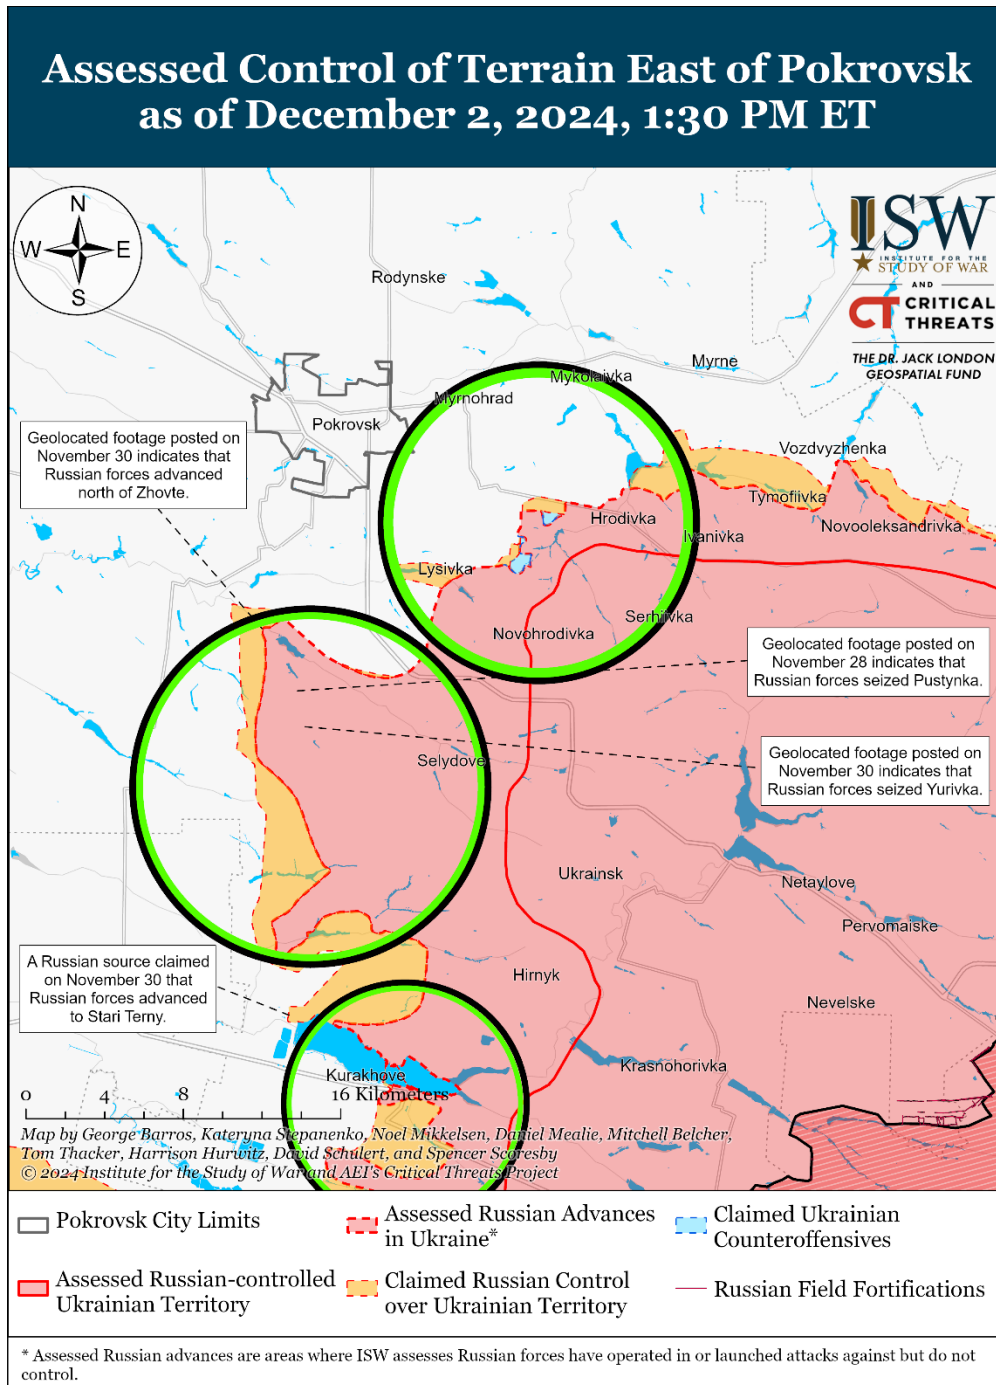 Assessed Control of Terrain East of Pokrovsk
as of December 2, 2024, 1:30 PM ET
N
W
E
S
ISW
INSTITUTE FOR THE
STUDY OF WAR
AND
CT CRITICAL
THREATS
THE DR. JACK LONDON
GEOSPATIAL FUND
Rodynske
Myrne
Mykolaivka
Myrnohrad
Pokrovsk
Geolocated footage posted on
November 30 indicates that
Russian forces advanced
north of Zhovte.
Vozdvyzhenka
Tymofiivka
Hrodivka
Novooleksandrivka
Ivanivka
Lysivka
Serhiivka
Novohrodivka
Geolocated footage posted on
November 28 indicates that
Russian forces seized Pustynka.
Selydove
Geolocated footage posted on
November 30 indicates that
Russian forces seized Yurivka.
Ukrainsk
Netaylove
Pervomaiske
A Russian source claimed
on November 30 that
Russian forces advanced
to Stari Terny.
Hirnyk
Nevelske
Krasnohorivka
Kurakhove
0 4 8 16 Kilometers
Map by George Barros, Kateryna Stepanenko, Noel Mikkelsen, Daniel Mealie, Mitchell Belcher,
Tom Thacker, Harrison Hurwitz, David Schulert, and Spencer Scoresby
© 2024 Institute for the Study of War and AEI's Critical Threats Project
Pokrovsk City Limits
Assessed Russian Advances
in Ukraine*
Claimed Ukrainian
Counteroffensives
Assessed Russian-controlled
Ukrainian Territory
Claimed Russian Control
over Ukrainian Territory
Russian Field Fortifications
* Assessed Russian advances are areas where ISW assesses Russian forces have operated in or launched attacks against but do not
control.